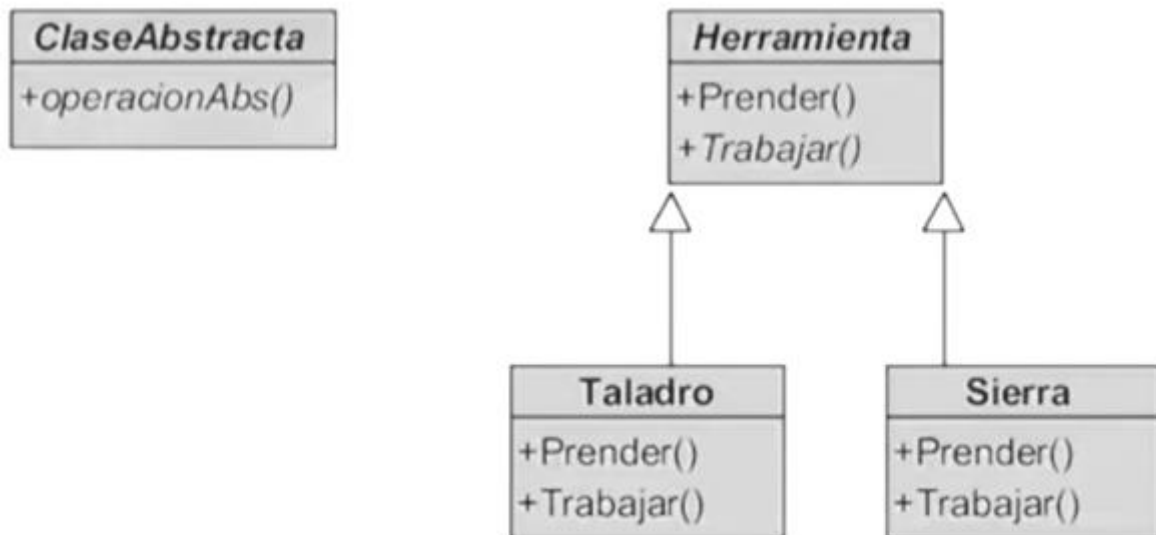 ClaseAbstracta
+operacionAbs()
Herramienta
+Prender()
+Trabajar()
Taladro
+Prender()
+Trabajar()
Sierra
+Prender()
+Trabajar()